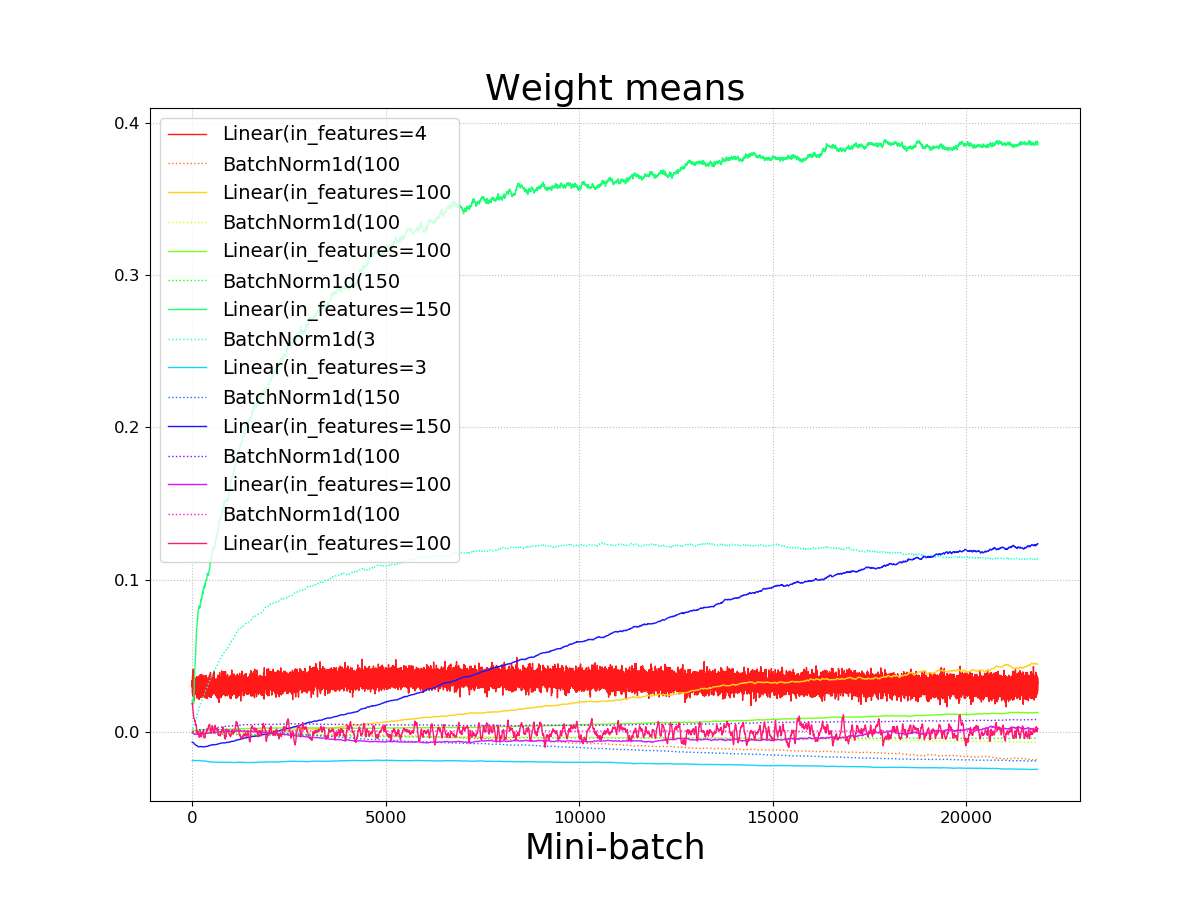 Weight means
0.4
0.3
0.2
0.1
0.0
Linear(in_features=4
BatchNorm1d(100
Linear(in_features=100
BatchNorm1d(100
Linear(in_features=100
BatchNorm1d(150
Linear(in_features=150
BatchNorm1d(3
Linear(in_features=3
BatchNorm1d(150
Linear(in_features=150
BatchNorm1d(100
Linear(in_features=100
BatchNorm1d(100
Linear(in_features=100
0 5000 10000 15000 20000
Mini-batch